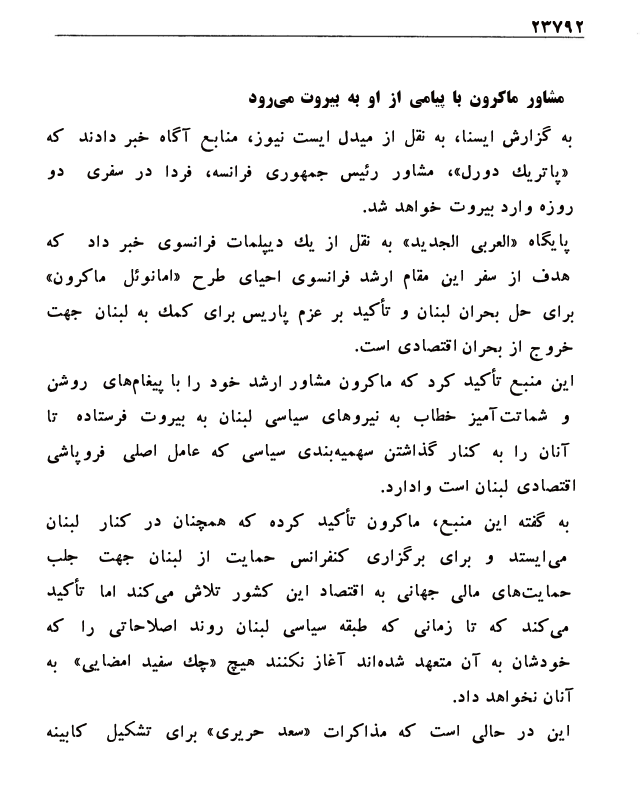 ۲۳۷۹۲
مشاور ماکرون با پیامی از او به بیروت می‌رود
به گزارش ایسنا، به نقل از میدل ایست نیوز، منابع آگاه خبر دادند که
«پاتریك دورل»، مشاور رئیس جمهوری فرانسه، فردا در سفری دو
روزه وارد بیروت خواهد شد.
پایگاه «العربی الجدید» به نقل از یك دیپلمات فرانسوی خبر داد که
هدف از سفر این مقام ارشد فرانسوی احیای طرح «امانوئل ماکرون»
برای حل بحران لبنان و تأکید بر عزم پاریس برای کمك به لبنان جهت
خروج از بحران اقتصادی است.
این منبع تأکید کرد که ماکرون مشاور ارشد خود را با پیغام‌های روشن
و شماتت‌آمیز خطاب به نیروهای سیاسی لبنان به بیروت فرستاده تا
آنان را به کنار گذاشتن سهمیه‌بندی سیاسی که عامل اصلی فروپاشی
اقتصادی لبنان است وادارد.
به گفته این منبع، ماکرون تأکید کرده که همچنان در کنار لبنان
می‌ایستد و برای برگزاری کنفرانس حمایت از لبنان جهت جلب
حمایت‌های مالی جهانی به اقتصاد این کشور تلاش می‌کند اما تأکید
می‌کند که تا زمانی که طبقه سیاسی لبنان روند اصلاحاتی را که
خودشان به آن متعهد شده‌اند آغاز نکنند هیچ «چك سفید امضایی» به
آنان نخواهد داد.
این در حالی است که مذاکرات «سعد حریری» برای تشکیل کابینه